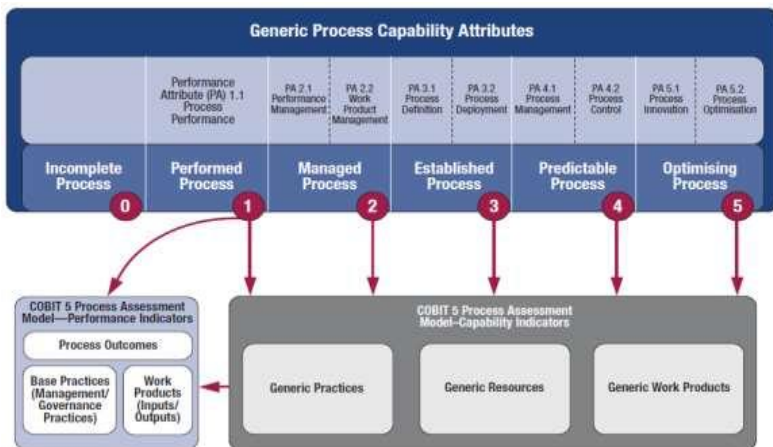 Generic Process Capability Attributes
Performance
Attribute (PA) 1.1
Process
Performance
PA 2.1
Performance
Management
PA 2.2
Work
Product
Management
PA 3.1
Process
Definition
PA 3.2
Process
Deployment
PA 4.1
Process
Management
PA 4.2
Process
Control
PA 5.1
Process
Innovation
PA 5.2
Process
Optimisation
Incomplete
Process
0
Performed
Process
1
Managed
Process
2
Established
Process
3
Predictable
Process
4
Optimising
Process
5
COBIT 5 Process Assessment
Model—Performance Indicators
Process Outcomes
Base Practices
(Management/
Governance
Practices)
Work
Products
(Inputs/
Outputs)
COBIT 5 Process Assessment
Model–Capability Indicators
Generic Practices
Generic Resources
Generic Work Products